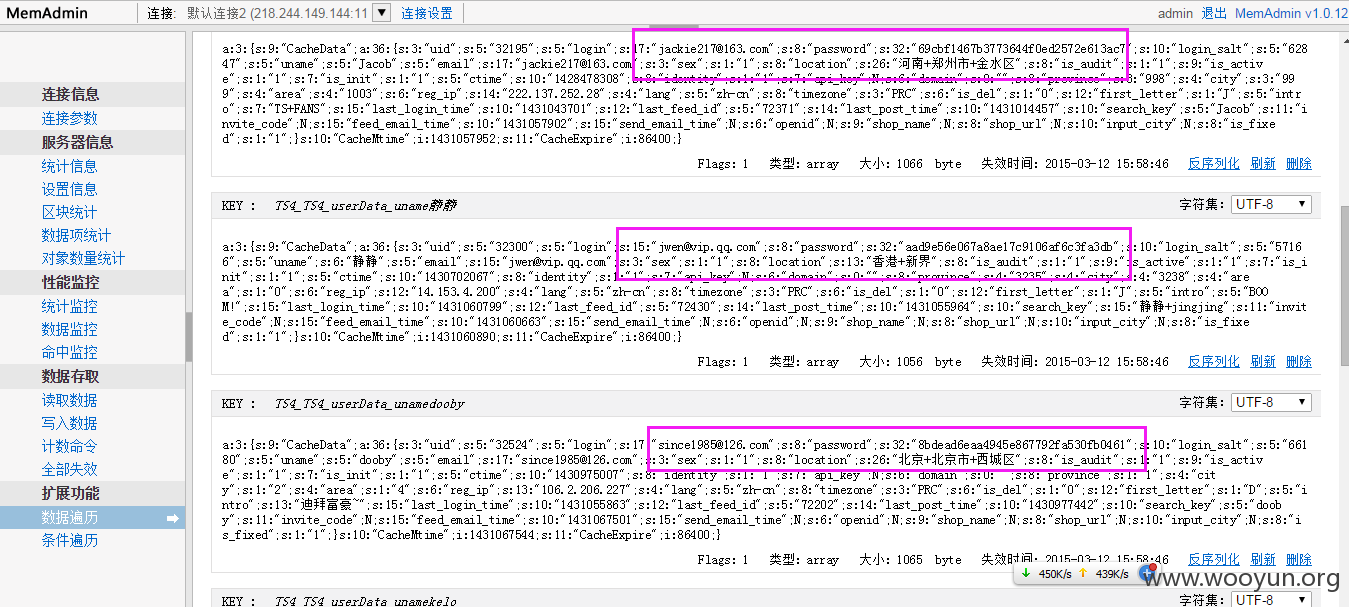 MemAdmin
连接: 默认连接2 (218.244.149.144:11 ▼ 连接设置
admin 退出 MemAdmin v1.0.12
连接信息
连接参数
服务器信息
统计信息
设置信息
区块统计
数据项统计
对象数量统计
性能监控
统计监控
数据监控
命中监控
数据存取
读取数据
写入数据
计数命令
全部失效
扩展功能
数据遍历
条件遍历
a:3:{s:9:"CacheData";a:36:{s:3:"uid";s:5:"32195";s:5:"login";s:17:"jackie217@163.com";s:8:"password";s:32:"69cbf1467b3773644f0ed2572e613ac7";s:10:"login_salt";s:5:"628
47";s:5:"uname";s:5:"Jacob";s:5:"email";s:17:"jackie217@163.com";s:3:"sex";s:1:"1";s:8:"location";s:26:"河南+郑州市+金水区";s:8:"is_audit";s:1:"1";s:9:"is_activ
e";s:1:"1";s:7:"is_init";s:1:"1";s:5:"ctime";s:10:"1428478308";s:8:"identity";s:1:"1";s:7:"api_key";N;s:6:"domain";s:0:"";s:8:"province";s:3:"998";s:4:"city";s:3:"99
9";s:4:"area";s:4:"1003";s:6:"reg_ip";s:14:"222.137.252.28";s:4:"lang";s:5:"zh-cn";s:8:"timezone";s:3:"PRC";s:6:"is_del";s:1:"0";s:12:"first_letter";s:1:"J";s:5:"intr
o";s:7:"TS+FANS";s:15:"last_login_time";s:10:"1431043701";s:12:"last_feed_id";s:5:"72371";s:14:"last_post_time";s:10:"1431014457";s:10:"search_key";s:5:"Jacob";s:11:"i
nvite_code";N;s:15:"feed_email_time";s:10:"1431057902";s:15:"send_email_time";N;s:6:"openid";N;s:9:"shop_name";N;s:8:"shop_url";N;s:10:"input_city";N;s:8:"is_fixe
d";s:1:"1";}s:10:"CacheMtime";i:1431057952;s:11:"CacheExpire";i:86400;}
Flags: 1 类型: array 大小: 1066 byte 失效时间: 2015-03-12 15:58:46 反序列化 刷新 删除
KEY : TS4_TS4_userData_uname静静 字符集: UTF-8 ▼
a:3:{s:9:"CacheData";a:36:{s:3:"uid";s:5:"32300";s:5:"login";s:15:"jwen@vip.qq.com";s:8:"password";s:32:"aad9e56e067a8ae17c9106af6c3fa3db";s:10:"login_salt";s:5:"5716
6";s:5:"uname";s:6:"静静";s:5:"email";s:15:"jwen@vip.qq.com";s:3:"sex";s:1:"1";s:8:"location";s:13:"香港+新界";s:8:"is_audit";s:1:"1";s:9:"is_active";s:1:"1";s:7:"is_i
nit";s:1:"1";s:5:"ctime";s:10:"1430702067";s:8:"identity";s:1:"1";s:7:"api_key";N;s:6:"domain";s:0:"";s:8:"province";s:4:"3235";s:4:"city";s:4:"3238";s:4:"are
a";s:1:"0";s:6:"reg_ip";s:12:"14.153.4.200";s:4:"lang";s:5:"zh-cn";s:8:"timezone";s:3:"PRC";s:6:"is_del";s:1:"0";s:12:"first_letter";s:1:"J";s:5:"intro";s:5:"BOO
M!";s:15:"last_login_time";s:10:"1431060799";s:12:"last_feed_id";s:5:"72430";s:14:"last_post_time";s:10:"1431055964";s:10:"search_key";s:15:"静静+jingjing";s:11:"invit
e_code";N;s:15:"feed_email_time";s:10:"1431060663";s:15:"send_email_time";N;s:6:"openid";N;s:9:"shop_name";N;s:8:"shop_url";N;s:10:"input_city";N;s:8:"is_fixe
d";s:1:"1";}s:10:"CacheMtime";i:1431060890;s:11:"CacheExpire";i:86400;}
Flags: 1 类型: array 大小: 1056 byte 失效时间: 2015-03-12 15:58:46 反序列化 刷新 删除
KEY : TS4_TS4_userData_unamedooby 字符集: UTF-8 ▼
a:3:{s:9:"CacheData";a:36:{s:3:"uid";s:5:"32524";s:5:"login";s:17:"since1985@126.com";s:8:"password";s:32:"8bdead6eaa4945e867792fa530fb0461";s:10:"login_salt";s:5:"661
80";s:5:"uname";s:5:"dooby";s:5:"email";s:17:"since1985@126.com";s:3:"sex";s:1:"1";s:8:"location";s:26:"北京+北京市+西城区";s:8:"is_audit";s:1:"1";s:9:"is_activ
e";s:1:"1";s:7:"is_init";s:1:"1";s:5:"ctime";s:10:"1430975007";s:8:"identity";s:1:"1";s:7:"api_key";N;s:6:"domain";s:0:"";s:8:"province";s:1:"1";s:4:"cit
y";s:1:"2";s:4:"area";s:1:"4";s:6:"reg_ip";s:13:"106.2.206.227";s:4:"lang";s:5:"zh-cn";s:8:"timezone";s:3:"PRC";s:6:"is_del";s:1:"0";s:12:"first_letter";s:1:"D";s:5:"i
ntro";s:13:"迪拜富豪~";s:15:"last_login_time";s:10:"1431055863";s:12:"last_feed_id";s:5:"72202";s:14:"last_post_time";s:10:"1430977442";s:10:"search_key";s:5:"doob
y";s:11:"invite_code";N;s:15:"feed_email_time";s:10:"1431067501";s:15:"send_email_time";N;s:6:"openid";N;s:9:"shop_name";N;s:8:"shop_url";N;s:10:"input_city";N;s:8:"i
s_fixed";s:1:"1";}s:10:"CacheMtime";i:1431067544;s:11:"CacheExpire";i:86400;}
Flags: 1 类型: array 大小: 1065 byte 失效时间: 2015-03-12 15:58:46 反序列化 刷新 删除
450K/s 439K/s
www.wooyun.org
KEY : TS4_TS4_userData_unamekelo 字符集: UTF-8 ▼